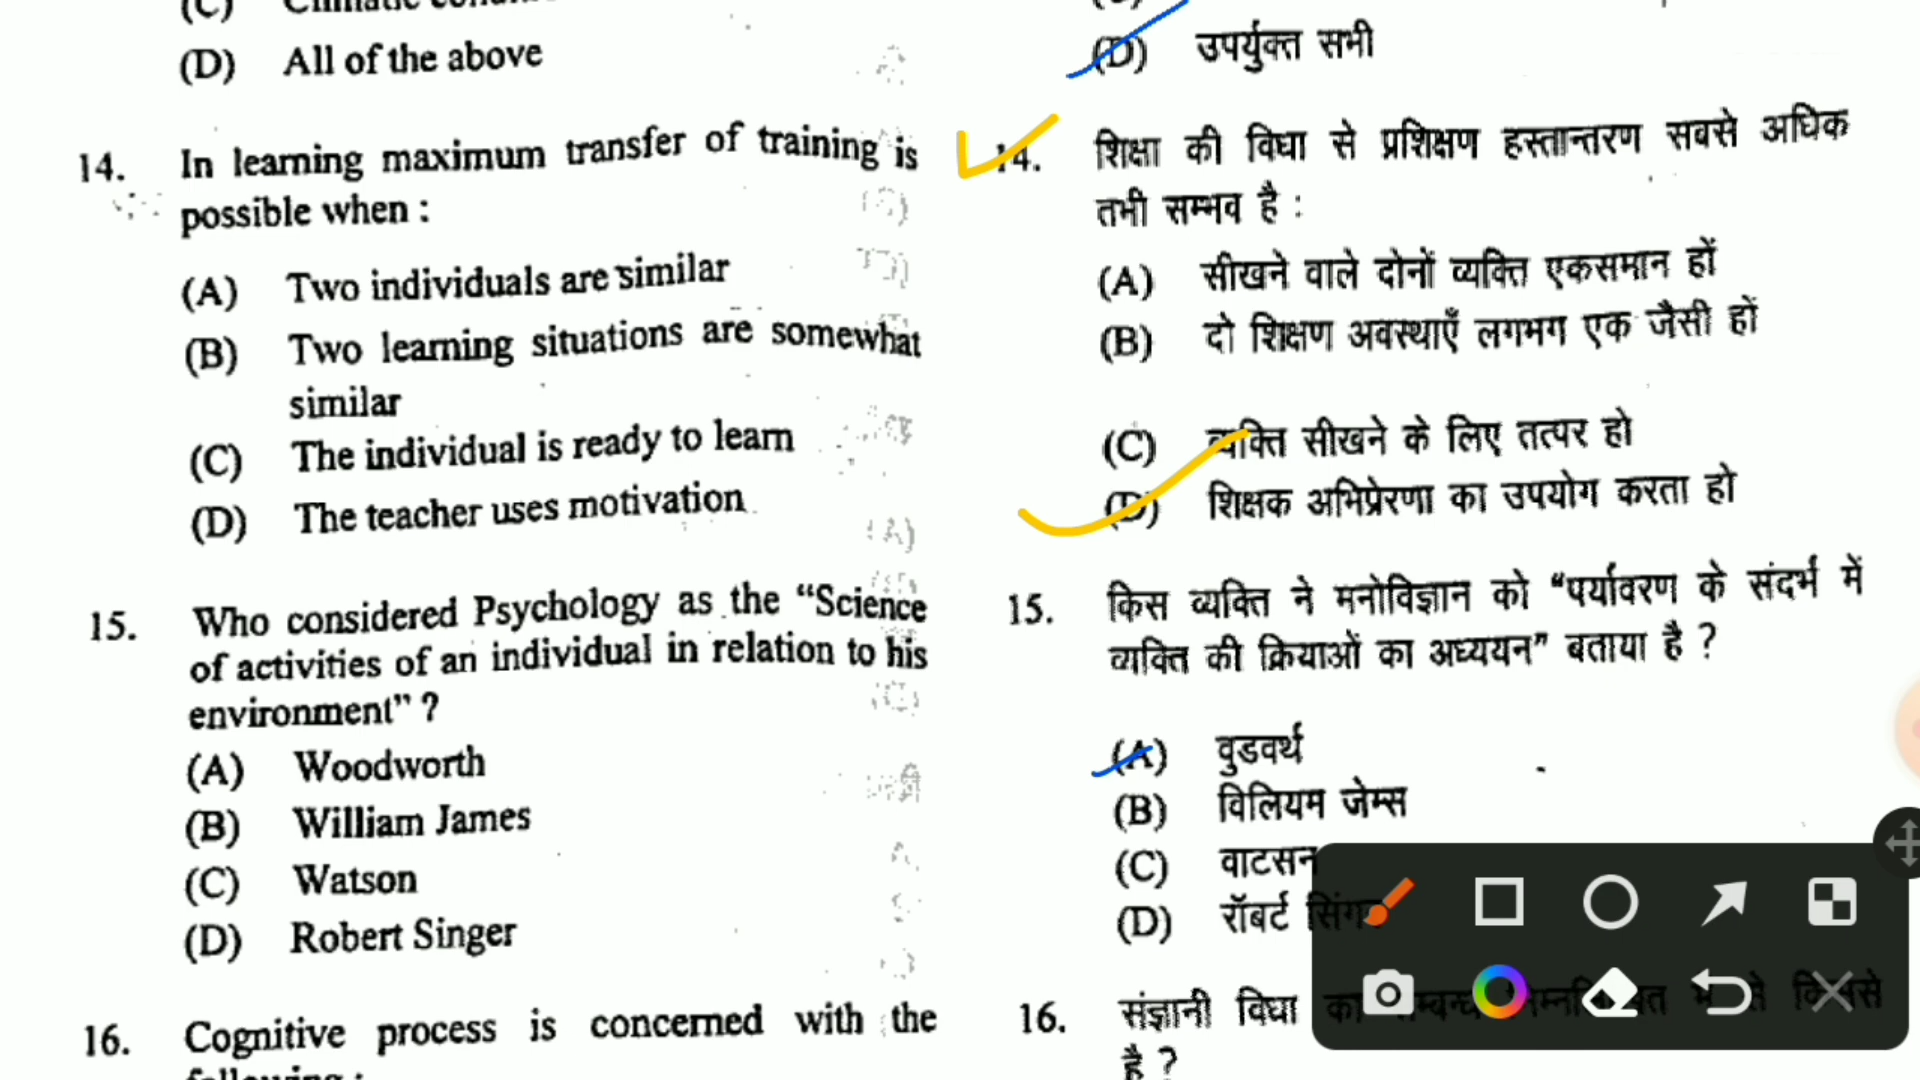 (D) All of the above
14. In learning maximum transfer of training is
possible when :
(A) Two individuals are similar
(B) Two learning situations are somewhat
similar
(C) The individual is ready to learn
(D) The teacher uses motivation
15. Who considered Psychology as the “Science
of activities of an individual in relation to his
environment” ?
(A) Woodworth
(B) William James
(C) Watson
(D) Robert Singer
16. Cognitive process is concerned with the
following :
(D) उपर्युक्त सभी
14. शिक्षा की विधा से प्रशिक्षण हस्तान्तरण सबसे अधिक
तभी सम्भव है :
(A) सीखने वाले दोनों व्यक्ति एकसमान हों
(B) दो शिक्षण अवस्थाएँ लगभग एक जैसी हों
(C) व्यक्ति सीखने के लिए तत्पर हो
(D) शिक्षक अभिप्रेरणा का उपयोग करता हो
15. किस व्यक्ति ने मनोविज्ञान को “पर्यावरण के संदर्भ में
व्यक्ति की क्रियाओं का अध्ययन” बताया है ?
(A) वुडवर्थ
(B) विलियम जेम्स
(C) वाटसन
(D) रॉबर्ट
16. संज्ञानी विधा का
है ?